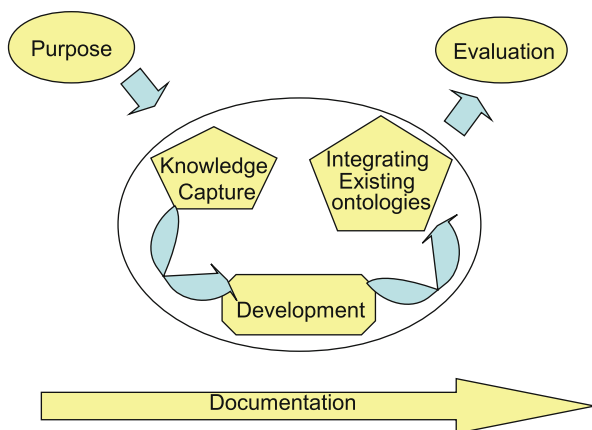 Purpose
Evaluation
Knowledge
Capture
Integrating
Existing
ontologies
Development
Documentation